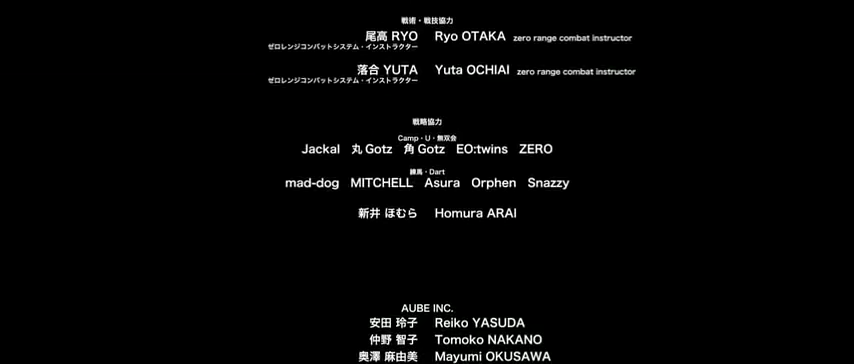 戦術・戦技協力
尾高 RYO Ryo OTAKA zero range combat instructor
ゼロレンジコンバットシステム・インストラクター
落合 YUTA Yuta OCHIAI zero range combat instructor
ゼロレンジコンバットシステム・インストラクター
戦略協力
Camp・U・無双会
Jackal 丸 Gotz 角 Gotz EO:twins ZERO
練馬・Dart
mad-dog MITCHELL Asura Orphen Snazzy
新井 ほむら Homura ARAI
AUBE INC.
安田 玲子 Reiko YASUDA
仲野 智子 Tomoko NAKANO
奥澤 麻由美 Mayumi OKUSAWA